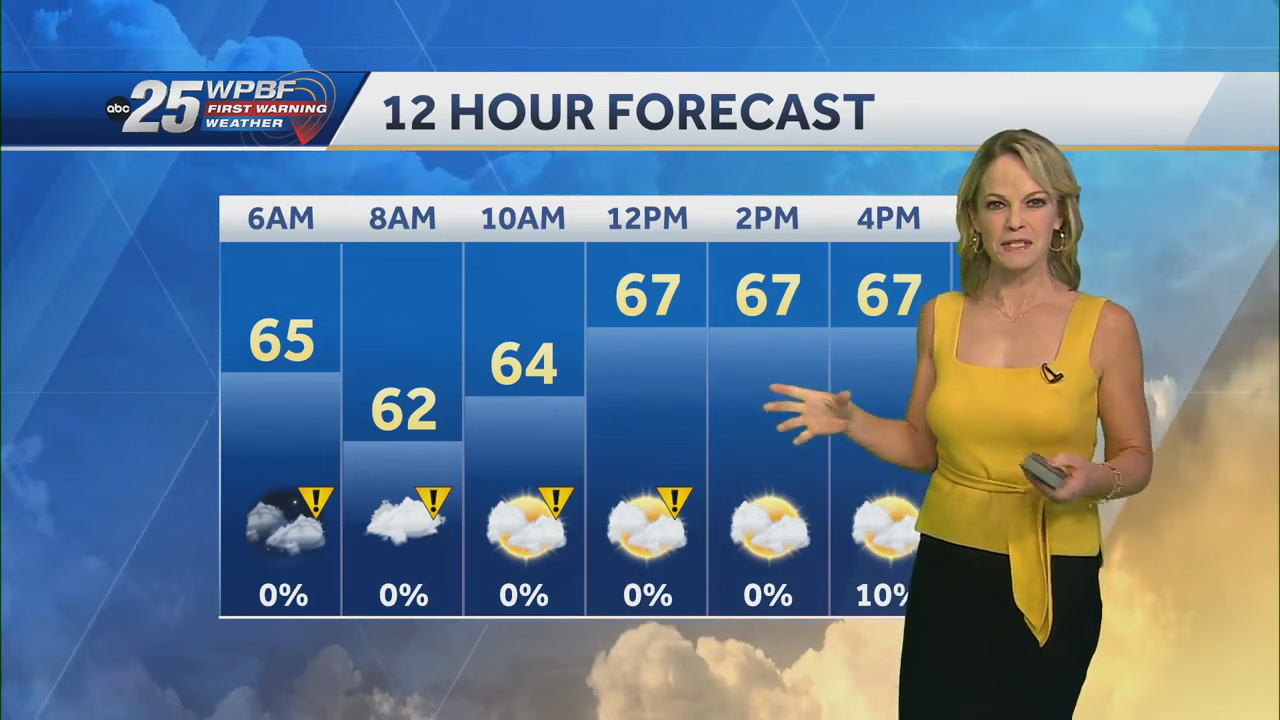 abc 25 WPBF
FIRST WARNING
WEATHER
12 HOUR FORECAST
6AM 8AM 10AM 12PM 2PM 4PM
65 62 64 67 67 67
! ! ! !
0% 0% 0% 0% 0% 10%